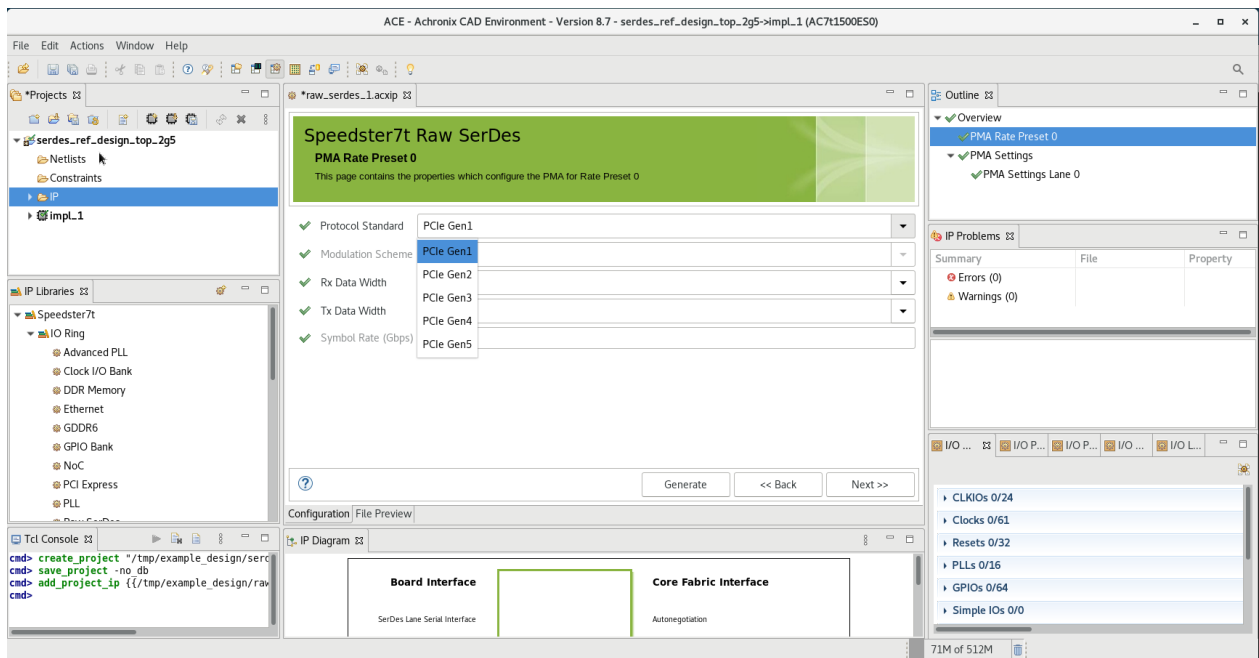 ACE - Achronix CAD Environment - Version 8.7 - serdes_ref_design_top_2g5->impl_1 (AC7t1500ES0)
File Edit Actions Window Help
*Projects
serdes_ref_design_top_2g5
Netlists
Constraints
IP
impl_1
IP Libraries
Speedster7t
IO Ring
Advanced PLL
Clock I/O Bank
DDR Memory
Ethernet
GDDR6
GPIO Bank
NoC
PCI Express
PLL
Raw SerDes
Tcl Console
cmd> create_project "/tmp/example_design/serd
cmd> save_project -no_db
cmd> add_project_ip {{/tmp/example_design/raw
cmd>
*raw_serdes_1.acxip
Speedster7t Raw SerDes
PMA Rate Preset 0
This page contains the properties which configure the PMA for Rate Preset 0
Protocol Standard PCIe Gen1
Modulation Scheme
Rx Data Width
Tx Data Width
Symbol Rate (Gbps)
PCIe Gen1
PCIe Gen2
PCIe Gen3
PCIe Gen4
PCIe Gen5
Generate << Back Next >>
Configuration File Preview
IP Diagram
Board Interface Core Fabric Interface
SerDes Lane Serial Interface Autonegotiation
Outline
Overview
PMA Rate Preset 0
PMA Settings
PMA Settings Lane 0
IP Problems
Summary File Property
Errors (0)
Warnings (0)
I/O ... I/O P... I/O P... I/O ... I/O L...
CLKIOs 0/24
Clocks 0/61
Resets 0/32
PLLs 0/16
GPIOs 0/64
Simple IOs 0/0
71M of 512M